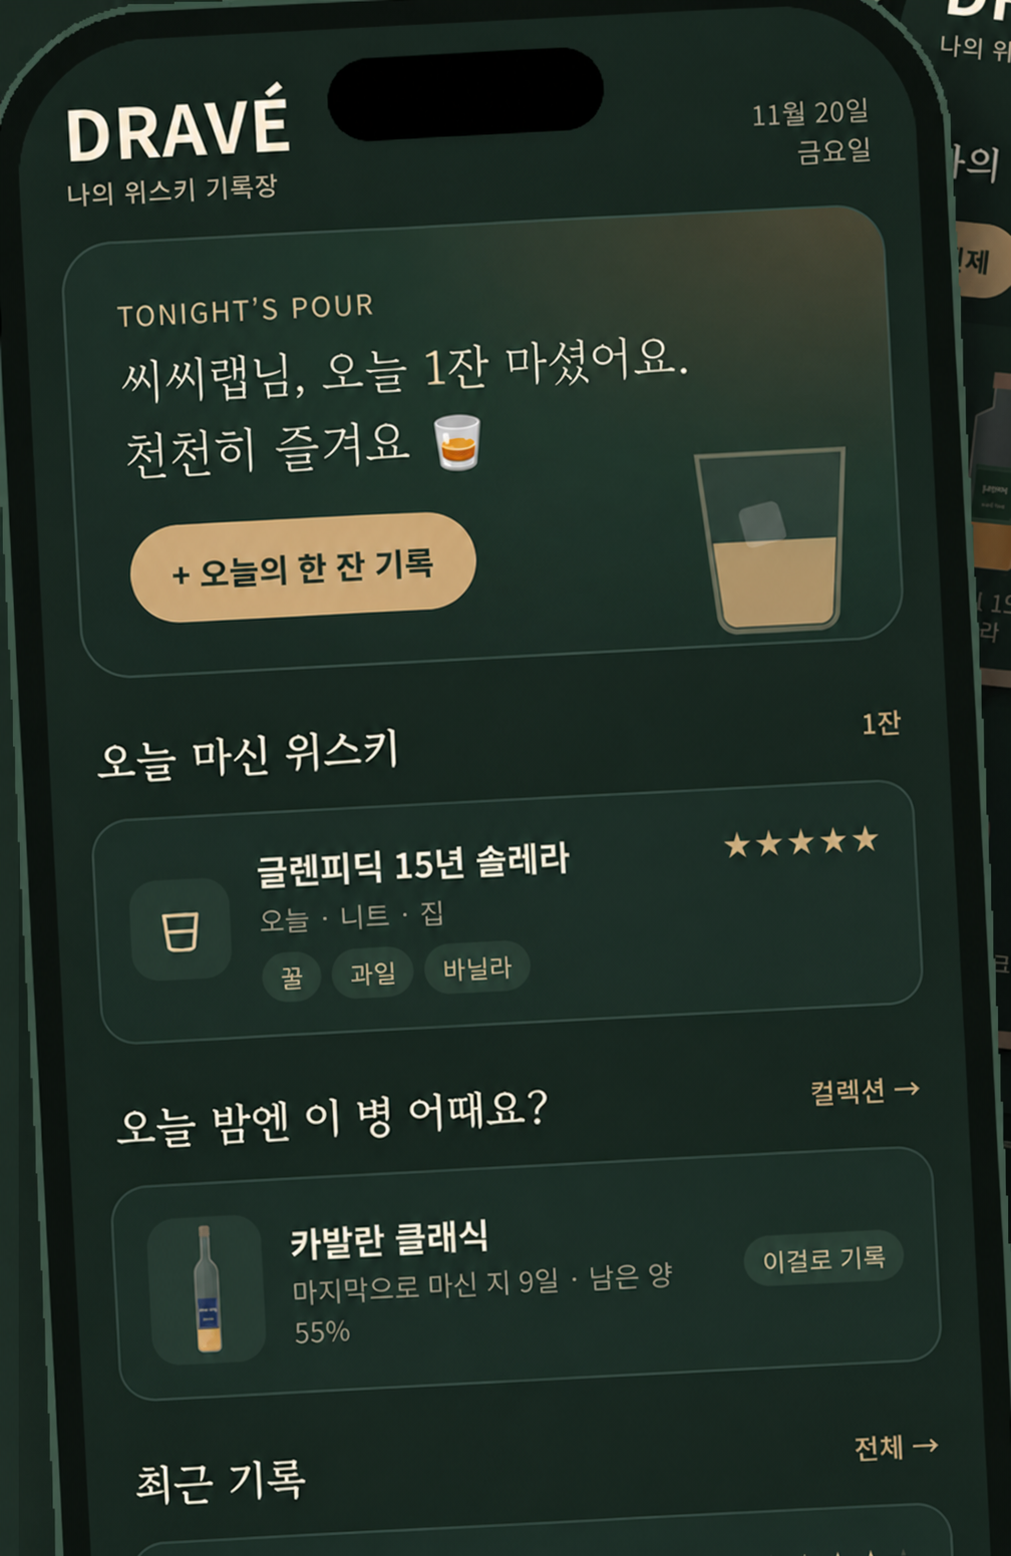 DRAVÉ
나의 위스키 기록장
11월 20일
금요일
TONIGHT'S POUR
씨씨랩님, 오늘 1잔 마셨어요.
천천히 즐겨요
+ 오늘의 한 잔 기록
오늘 마신 위스키
1잔
글렌피딕 15년 솔레라
★★★★★
오늘 · 니트 · 집
꿀
과일
바닐라
오늘 밤엔 이 병 어때요?
컬렉션 →
카발란 클래식
마지막으로 마신 지 9일 · 남은 양
55%
이걸로 기록
최근 기록
전체 →